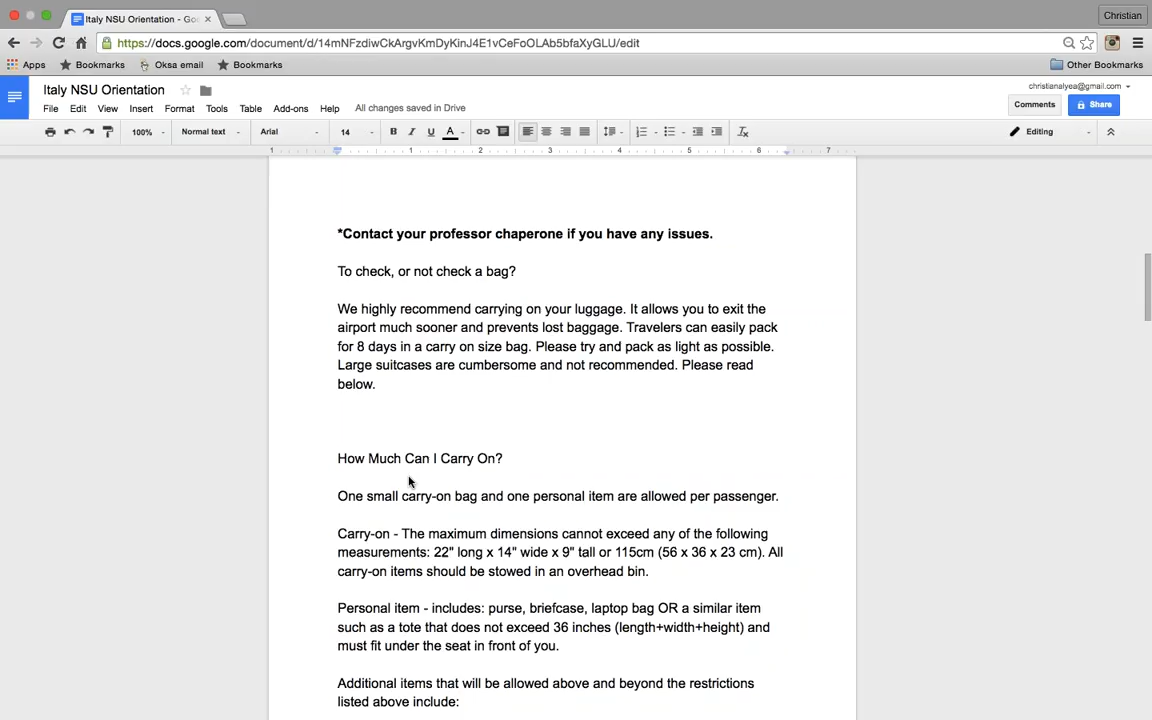 Italy NSU Orientation - Go
Christian
https://docs.google.com/document/d/14mNFzdiwCkArgvKmDyKinJ4E1vCeFoOLAb5bfaXyGLU/edit
Apps Bookmarks Oksa email Bookmarks Other Bookmarks
Italy NSU Orientation
christianalyea@gmail.com
File Edit View Insert Format Tools Table Add-ons Help All changes saved in Drive
Comments Share
100% Normal text Arial 14 B I U A Editing
1 1 2 3 4 5 6 7
*Contact your professor chaperone if you have any issues.
To check, or not check a bag?
We highly recommend carrying on your luggage. It allows you to exit the
airport much sooner and prevents lost baggage. Travelers can easily pack
for 8 days in a carry on size bag. Please try and pack as light as possible.
Large suitcases are cumbersome and not recommended. Please read
below.
How Much Can I Carry On?
One small carry-on bag and one personal item are allowed per passenger.
Carry-on - The maximum dimensions cannot exceed any of the following
measurements: 22" long x 14" wide x 9" tall or 115cm (56 x 36 x 23 cm). All
carry-on items should be stowed in an overhead bin.
Personal item - includes: purse, briefcase, laptop bag OR a similar item
such as a tote that does not exceed 36 inches (length+width+height) and
must fit under the seat in front of you.
Additional items that will be allowed above and beyond the restrictions
listed above include: